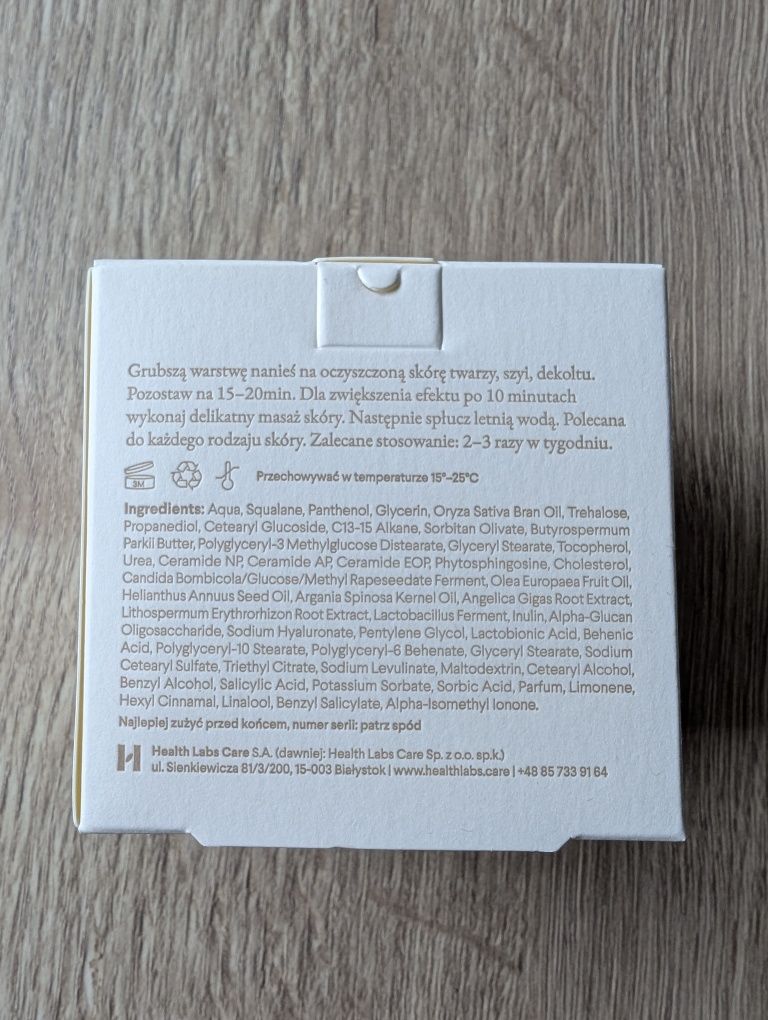 Grubszą warstwę nanieś na oczyszczoną skórę twarzy, szyi, dekoltu.
Pozostaw na 15–20min. Dla zwiększenia efektu po 10 minutach
wykonaj delikatny masaż skóry. Następnie spłucz letnią wodą. Polecana
do każdego rodzaju skóry. Zalecane stosowanie: 2–3 razy w tygodniu.
3M
Przechowywać w temperaturze 15°–25°C
Ingredients: Aqua, Squalane, Panthenol, Glycerin, Oryza Sativa Bran Oil, Trehalose,
Propanediol, Cetearyl Glucoside, C13-15 Alkane, Sorbitan Olivate, Butyrospermum
Parkii Butter, Polyglyceryl-3 Methylglucose Distearate, Glyceryl Stearate, Tocopherol,
Urea, Ceramide NP, Ceramide AP, Ceramide EOP, Phytosphingosine, Cholesterol,
Candida Bombicola/Glucose/Methyl Rapeseedate Ferment, Olea Europaea Fruit Oil,
Helianthus Annuus Seed Oil, Argania Spinosa Kernel Oil, Angelica Gigas Root Extract,
Lithospermum Erythrorhizon Root Extract, Lactobacillus Ferment, Inulin, Alpha-Glucan
Oligosaccharide, Sodium Hyaluronate, Pentylene Glycol, Lactobionic Acid, Behenic
Acid, Polyglyceryl-10 Stearate, Polyglyceryl-6 Behenate, Glyceryl Stearate, Sodium
Cetearyl Sulfate, Triethyl Citrate, Sodium Levulinate, Maltodextrin, Cetearyl Alcohol,
Benzyl Alcohol, Salicylic Acid, Potassium Sorbate, Sorbic Acid, Parfum, Limonene,
Hexyl Cinnamal, Linalool, Benzyl Salicylate, Alpha-Isomethyl Ionone.
Najlepiej zużyć przed końcem, numer serii: patrz spód
Health Labs Care S.A. (dawniej: Health Labs Care Sp. z o.o. sp.k.)
ul. Sienkiewicza 81/3/200, 15-003 Białystok | www.healthlabs.care | +48 85 733 91 64